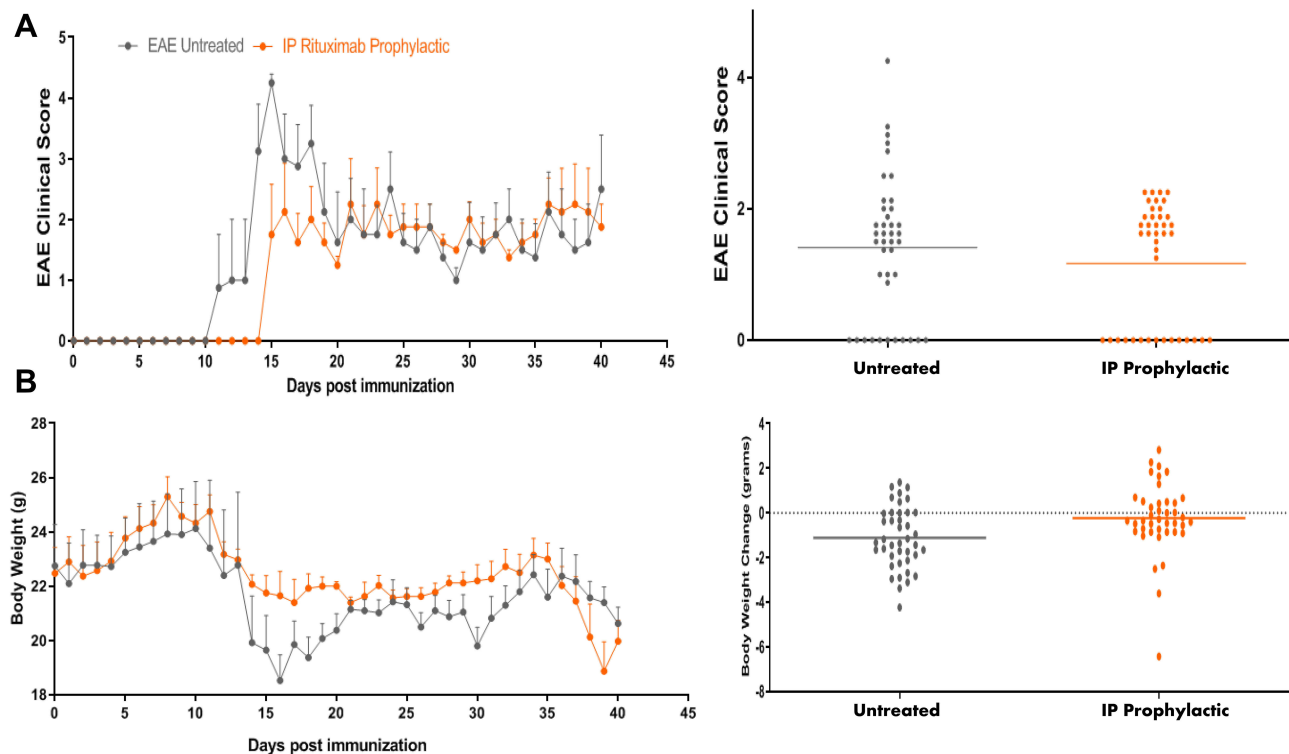 A
EAE Untreated IP Rituximab Prophylactic
EAE Clinical Score
5
4
3
2
1
0
0 5 10 15 20 25 30 35 40 45
Days post immunization
EAE Clinical Score
4
2
0
Untreated IP Prophylactic
B
Body Weight (g)
28
26
24
22
20
18
0 5 10 15 20 25 30 35 40 45
Days post immunization
Body Weight Change (grams)
4
2
0
-2
-4
-6
-8
Untreated IP Prophylactic